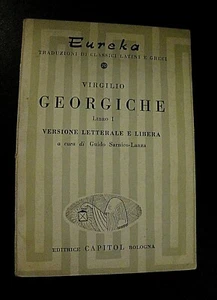 Eureka
TRADUZIONI DI CLASSICI LATINI E GRECI
VIRGILIO
GEORGICHE
LIBRO I
VERSIONE LETTERALE E LIBERA
a cura di Guido Sarnico-Lanza
EDITRICE CAPITOL BOLOGNA